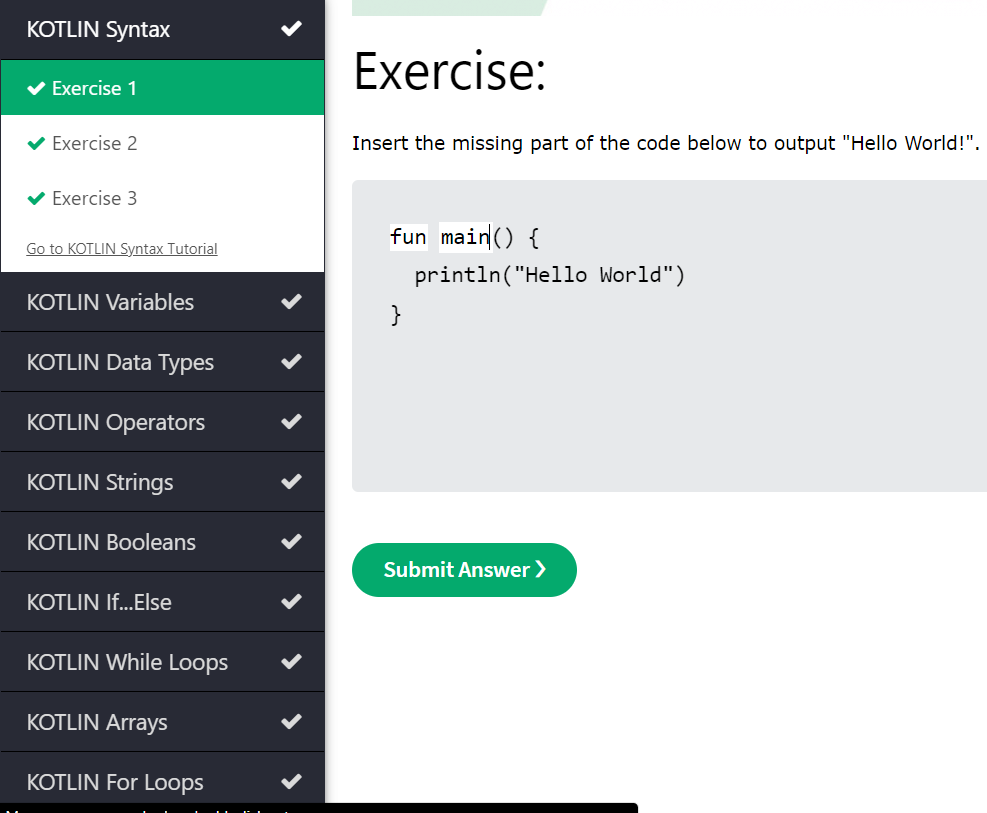 KOTLIN Syntax
Exercise 1
Exercise 2
Exercise 3
Go to KOTLIN Syntax Tutorial
KOTLIN Variables
KOTLIN Data Types
KOTLIN Operators
KOTLIN Strings
KOTLIN Booleans
KOTLIN If...Else
KOTLIN While Loops
KOTLIN Arrays
KOTLIN For Loops
Exercise:
Insert the missing part of the code below to output "Hello World!".
fun main() {
  println("Hello World")
}
Submit Answer ❯